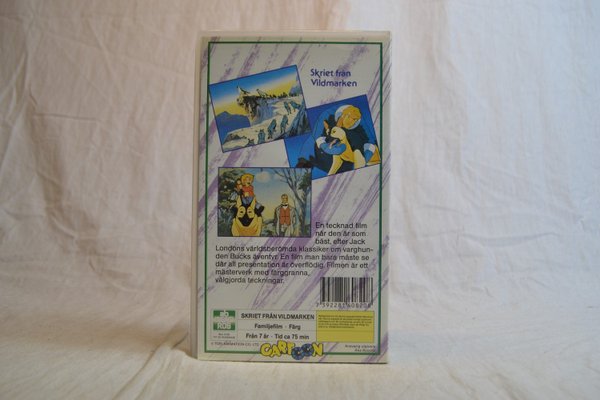 Skriet från
Vildmarken
En tecknad film
när den är som
bäst, efter Jack
Londons världsberömda klassiker om varghun-
den Bucks äventyr. En film man bara måste se
där all presentation är överflödig. Filmen är ett
mästerverk med färggranna,
välgjorda teckningar.
SKRIET FRÅN VILDMARKEN
Familjefilm · Färg
Från 7 år · Tid ca 75 min
CARTOON